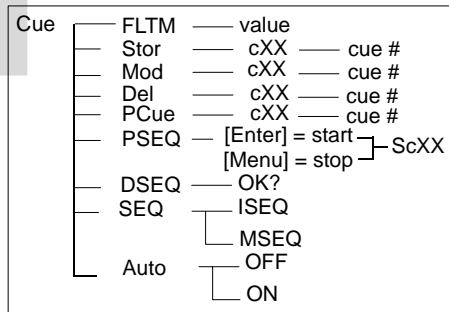 Cue FLTM value
Stor cXX cue #
Mod cXX cue #
Del cXX cue #
PCue cXX cue #
PSEQ [Enter] = start
ScXX
[Menu] = stop
DSEQ OK?
SEQ ISEQ
MSEQ
Auto OFF
ON